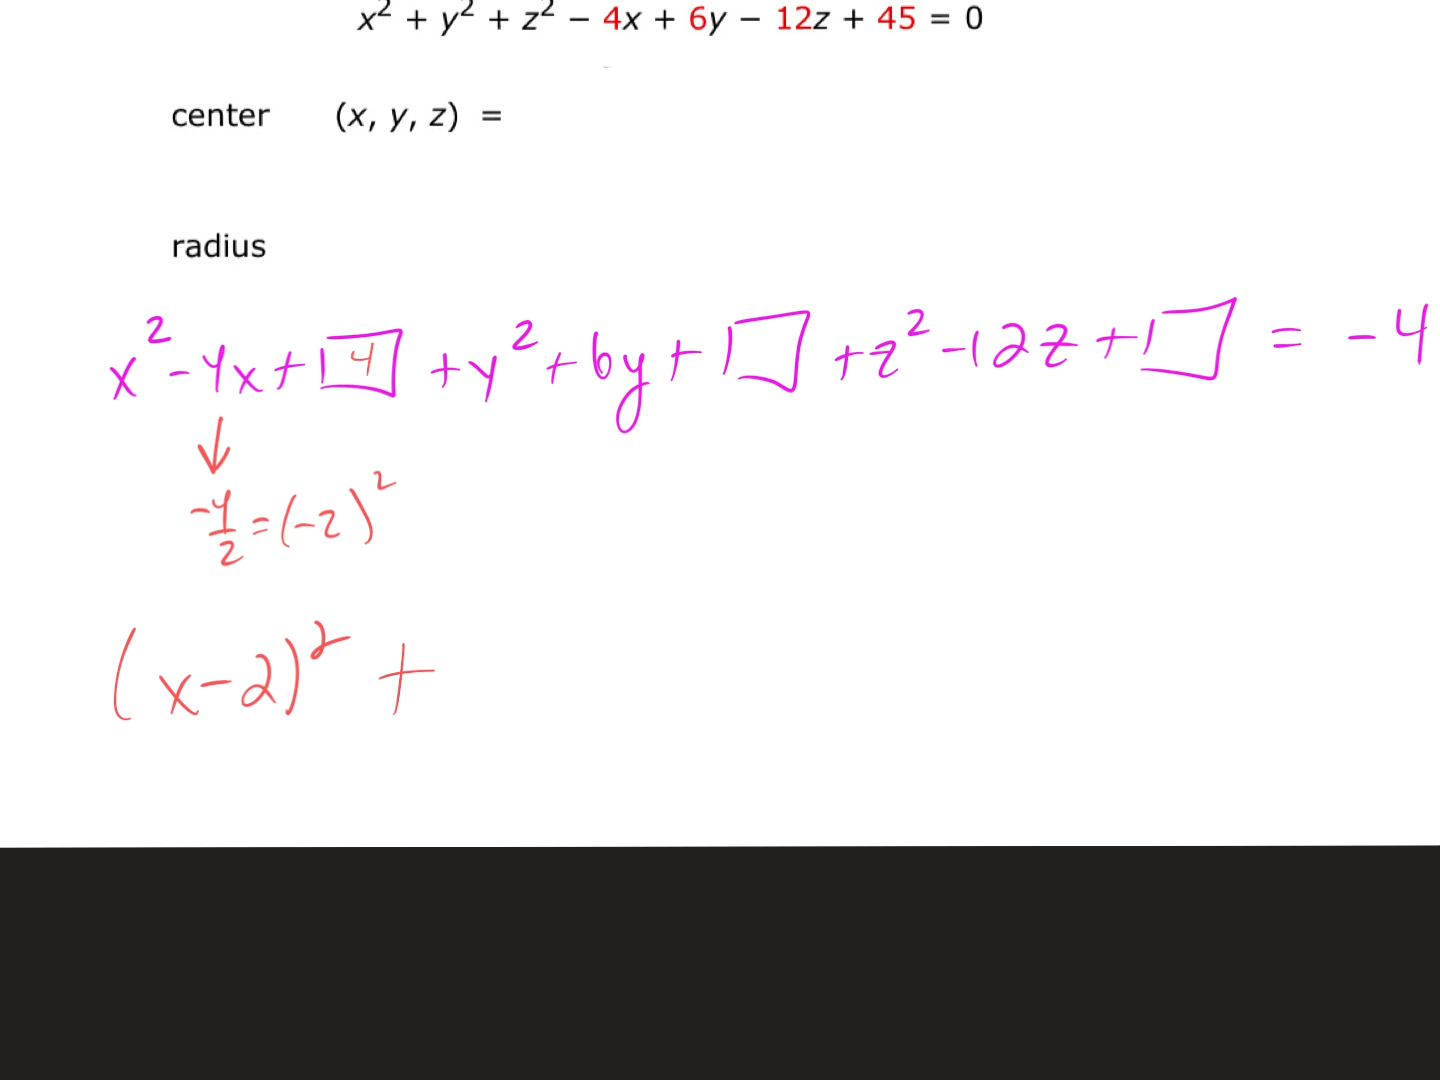 x² + y² + z² − 4x + 6y − 12z + 45 = 0
center (x, y, z) =
radius
x² - 4x + [4] + y² + 6y + [ ] + z² - 12z + [ ] = - 4
-4/2 = (-2)²
(x-2)² +